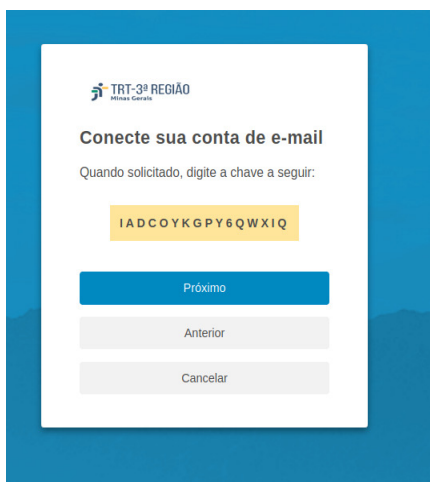 TRT-3ª REGIÃO
Minas Gerais
Conecte sua conta de e-mail
Quando solicitado, digite a chave a seguir:
IADCOYKGPY6QWXIQ
Próximo
Anterior
Cancelar